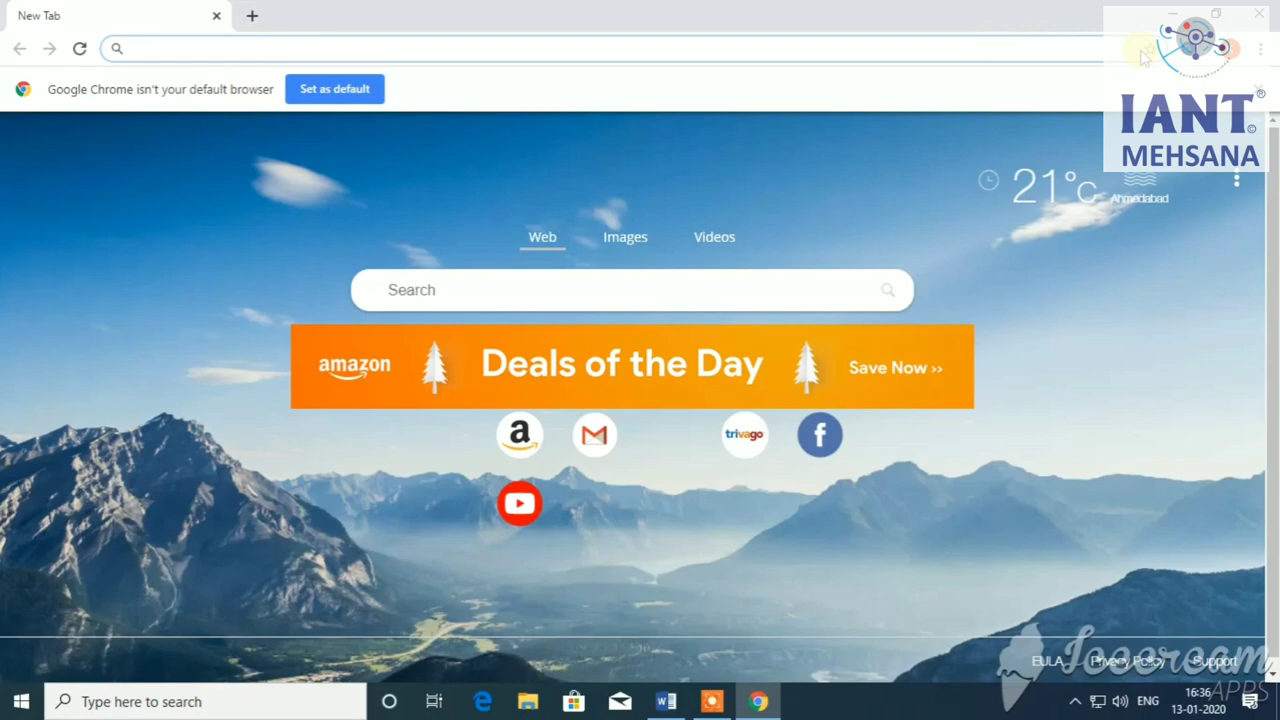 New Tab
Google Chrome isn't your default browser
Set as default
IANT®
©
MEHSANA
21°c
Ahmedabad
Web
Images
Videos
Search
amazon
Deals of the Day
Save Now >>
a
trivago
f
EULA
Privacy Policy
Support
Icecream
APPS
Type here to search
ENG
16:36
13-01-2020